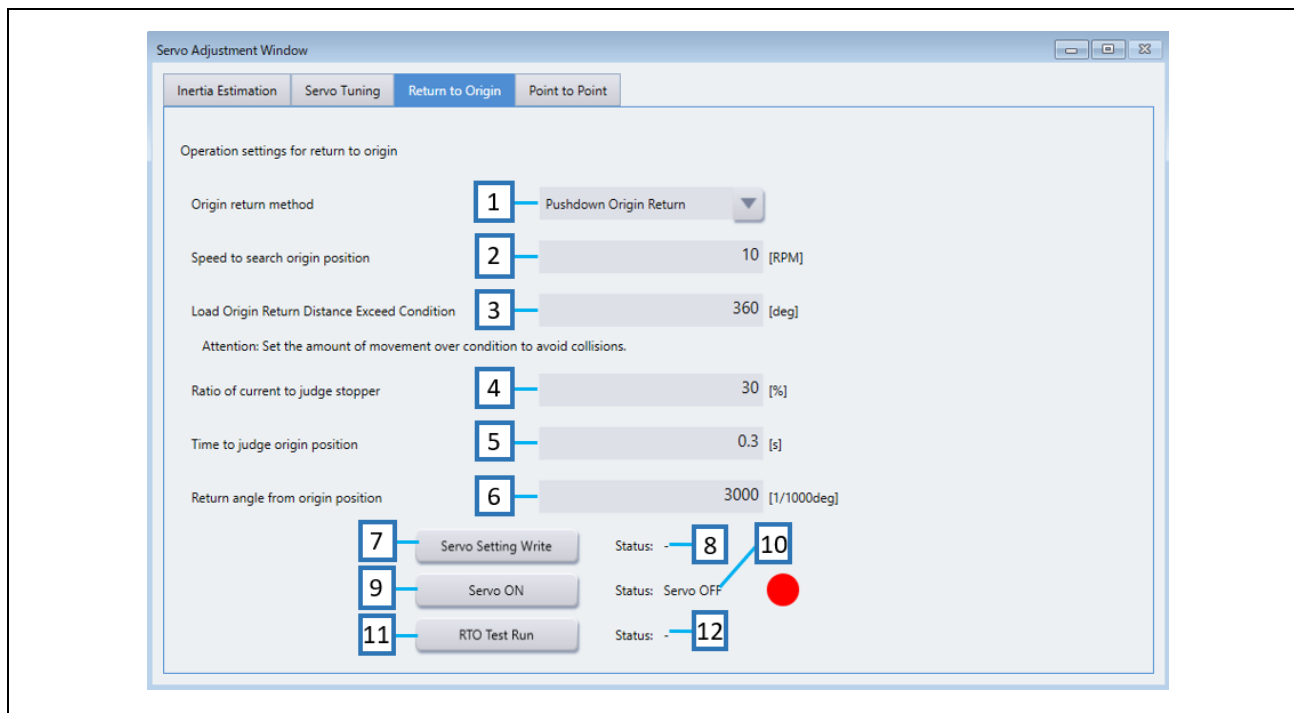 Servo Adjustment Window
Inertia Estimation Servo Tuning Return to Origin Point to Point
Operation settings for return to origin
Origin return method 1 Pushdown Origin Return
Speed to search origin position 2 10 [RPM]
Load Origin Return Distance Exceed Condition 3 360 [deg]
Attention: Set the amount of movement over condition to avoid collisions.
Ratio of current to judge stopper 4 30 [%]
Time to judge origin position 5 0.3 [s]
Return angle from origin position 6 3000 [1/1000deg]
7 Servo Setting Write Status: - 8 10
9 Servo ON Status: Servo OFF
11 RTO Test Run Status: - 12